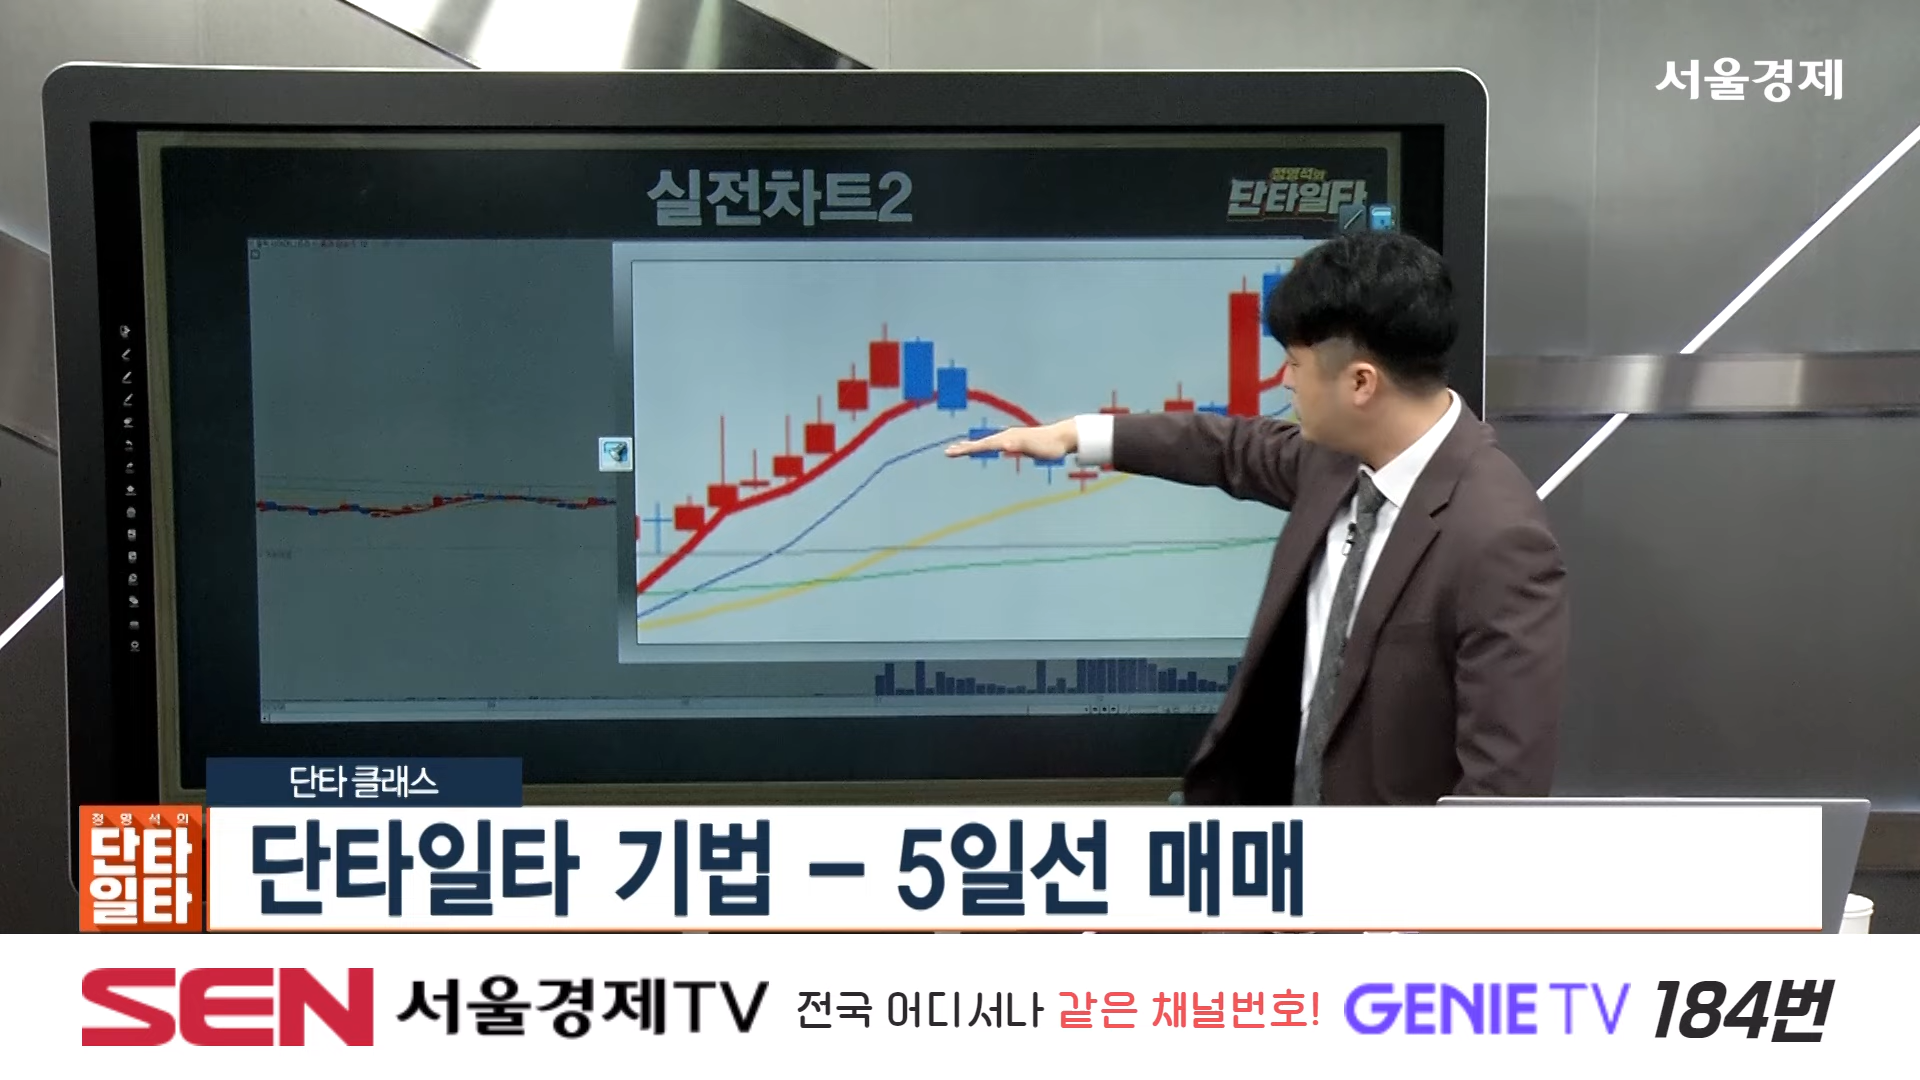 서울경제
실전차트2
정영석의
단타일타
단타 클래스
정영석의
단타
일타
단타일타 기법 - 5일선 매매
SEN 서울경제TV 전국 어디서나 같은 채널번호! GENIE TV 184번